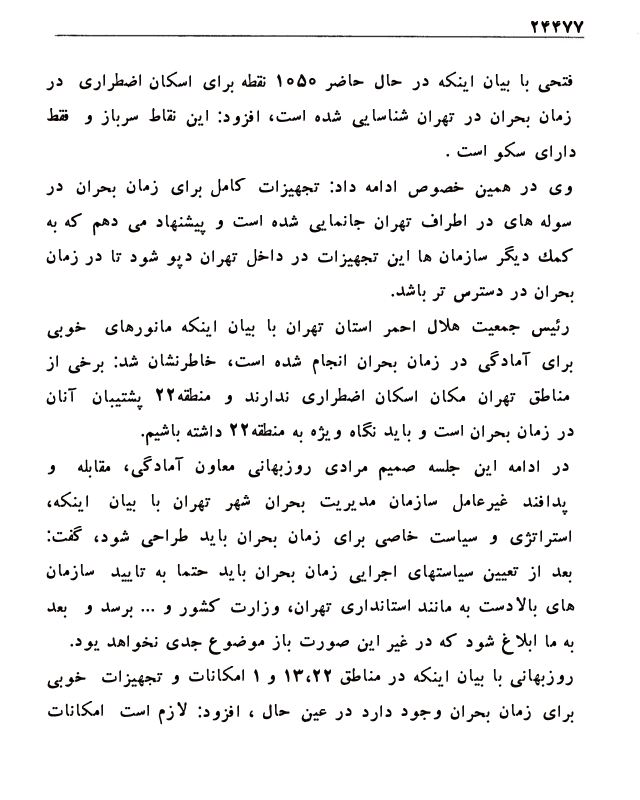 ۲۴۴۷۷
فتحی با بیان اینکه در حال حاضر ۱۰۵۰ نقطه برای اسکان اضطراری در
زمان بحران در تهران شناسایی شده است، افزود: این نقاط سرباز و فقط
دارای سکو است .
وی در همین خصوص ادامه داد: تجهیزات کامل برای زمان بحران در
سوله های در اطراف تهران جانمایی شده است و پیشنهاد می دهم که به
کمك دیگر سازمان ها این تجهیزات در داخل تهران دپو شود تا در زمان
بحران در دسترس تر باشد.
رئیس جمعیت هلال احمر استان تهران با بیان اینکه مانورهای خوبی
برای آمادگی در زمان بحران انجام شده است، خاطرنشان شد: برخی از
مناطق تهران مکان اسکان اضطراری ندارند و منطقه۲۲ پشتیبان آنان
در زمان بحران است و باید نگاه ویژه به منطقه۲۲ داشته باشیم.
در ادامه این جلسه صمیم مرادی روزبهانی معاون آمادگی، مقابله و
پدافند غیرعامل سازمان مدیریت بحران شهر تهران با بیان اینکه،
استراتژی و سیاست خاصی برای زمان بحران باید طراحی شود، گفت:
بعد از تعیین سیاستهای اجرایی زمان بحران باید حتما به تایید سازمان
های بالادست به مانند استانداری تهران، وزارت کشور و ... برسد و بعد
به ما ابلاغ شود که در غیر این صورت باز موضوع جدی نخواهد یود.
روزبهانی با بیان اینکه در مناطق ۱۳،۲۲ و ۱ امکانات و تجهیزات خوبی
برای زمان بحران وجود دارد در عین حال ، افزود: لازم است امکانات